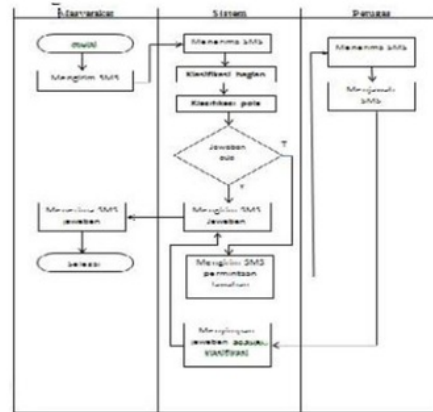 Masyarakat Sistem Petugas
Mulai
Mengirim SMS
Menerima SMS
Klasifikasi bagian
Klasifikasi pola
Jawaban
ada
T
Y
Mengirim SMS
Jawaban
Menerima SMS
Jawaban
Selesai
Mengirim SMS
permintaan
Menyimpan
jawaban sesuai
klasifikasi
Menerima SMS
Menjawab
SMS